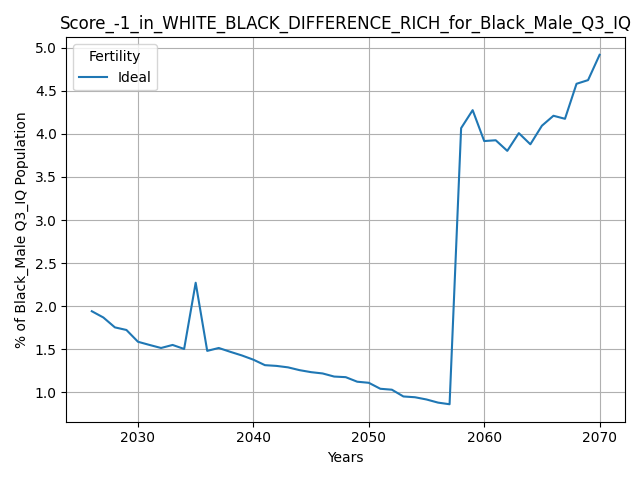 Score_-1_in_WHITE_BLACK_DIFFERENCE_RICH_for_Black_Male_Q3_IQ
Fertility
Ideal
% of Black_Male Q3_IQ Population
5.0
4.5
4.0
3.5
3.0
2.5
2.0
1.5
1.0
2030 2040 2050 2060 2070
Years